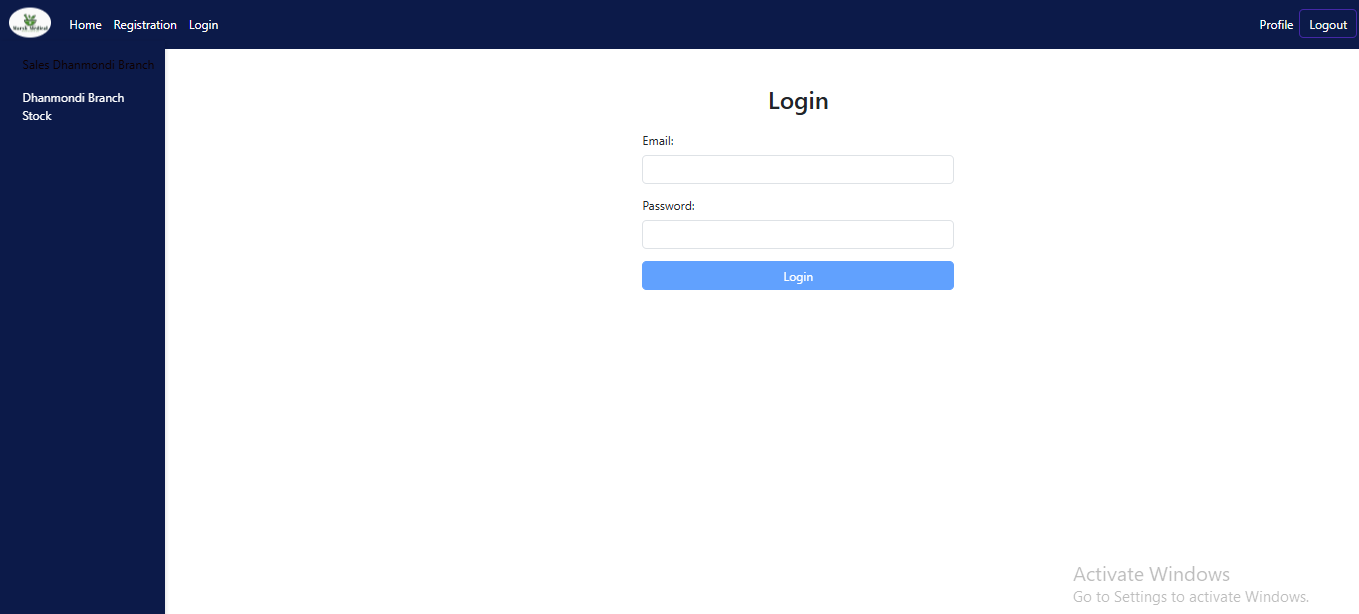 Home Registration Login Profile Logout
Sales Dhanmondi Branch
Dhanmondi Branch
Stock
Login
Email:
Password:
Login
Activate Windows
Go to Settings to activate Windows.